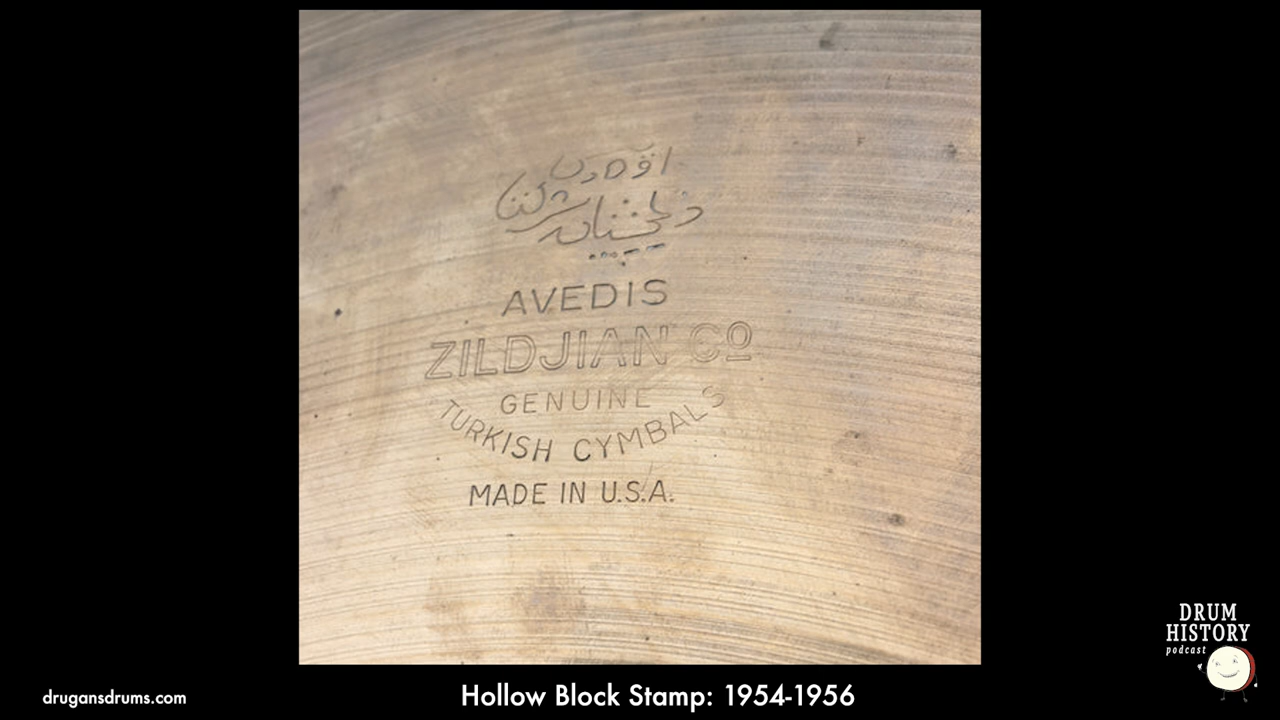 AVEDIS
ZILDJIAN Cº
GENUINE
TURKISH CYMBALS
MADE IN U.S.A.
DRUM
HISTORY
podcast
drugansdrums.com
Hollow Block Stamp: 1954-1956